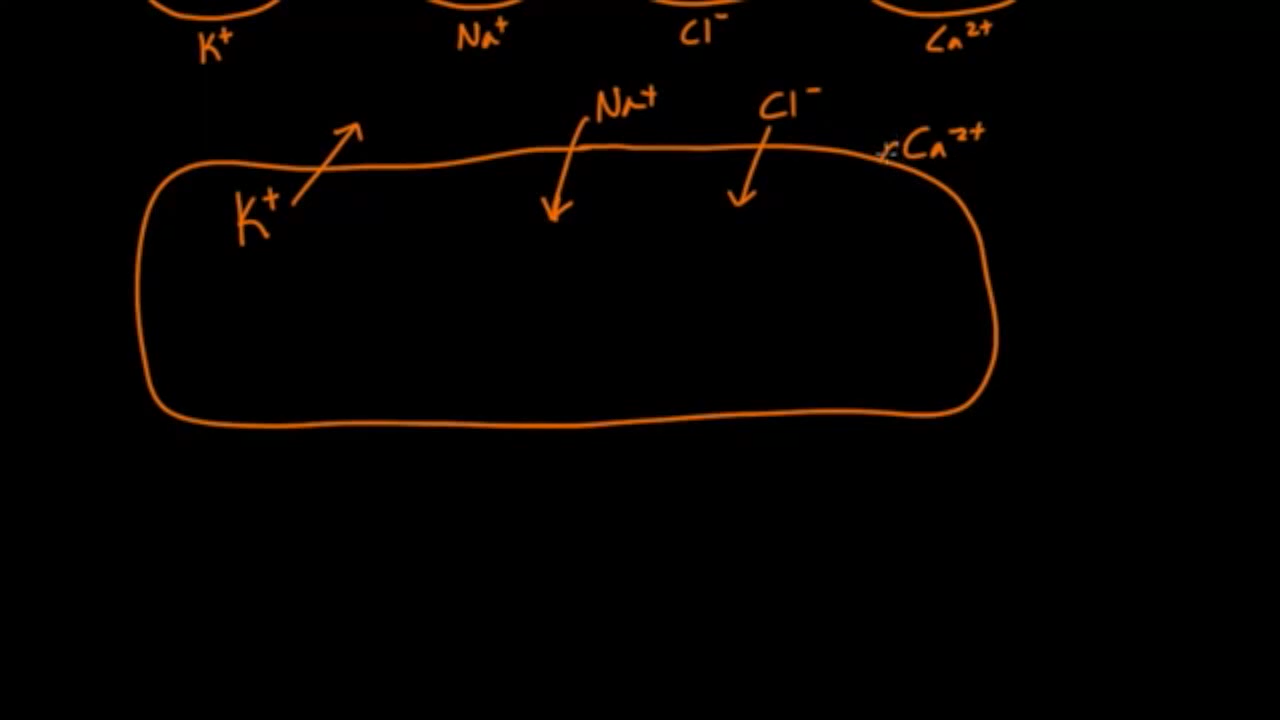 K⁺ Na⁺ Cl⁻ Ca²⁺
Na⁺ Cl⁻
Ca²⁺
K⁺